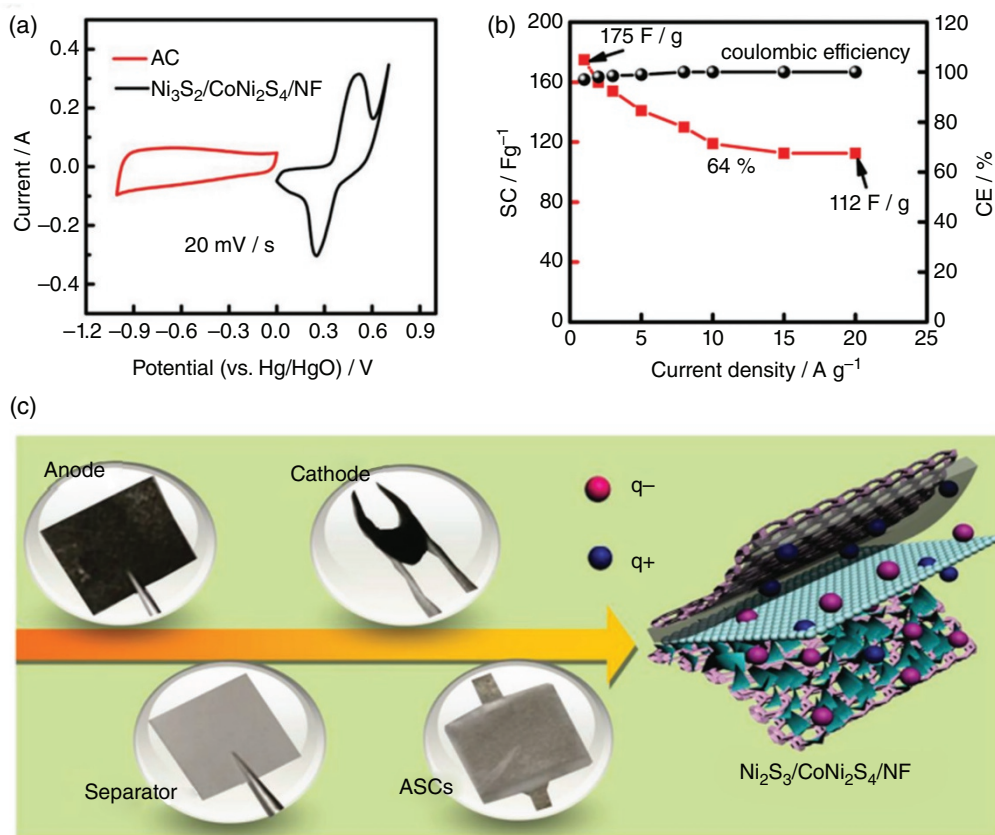 (a)
0.4
0.2
0.0
−0.2
−0.4
Current / A
AC
Ni₃S₂/CoNi₂S₄/NF
20 mV / s
−1.2 −0.9 −0.6 −0.3 0.0 0.3 0.6 0.9
Potential (vs. Hg/HgO) / V
(b)
200
160
120
80
40
0
SC / Fg⁻¹
175 F / g
coulombic efficiency
64 %
112 F / g
120
100
80
60
40
20
0
CE / %
0 5 10 15 20 25
Current density / A g⁻¹
(c)
Anode
Cathode
q−
q+
Separator
ASCs
Ni₂S₃/CoNi₂S₄/NF